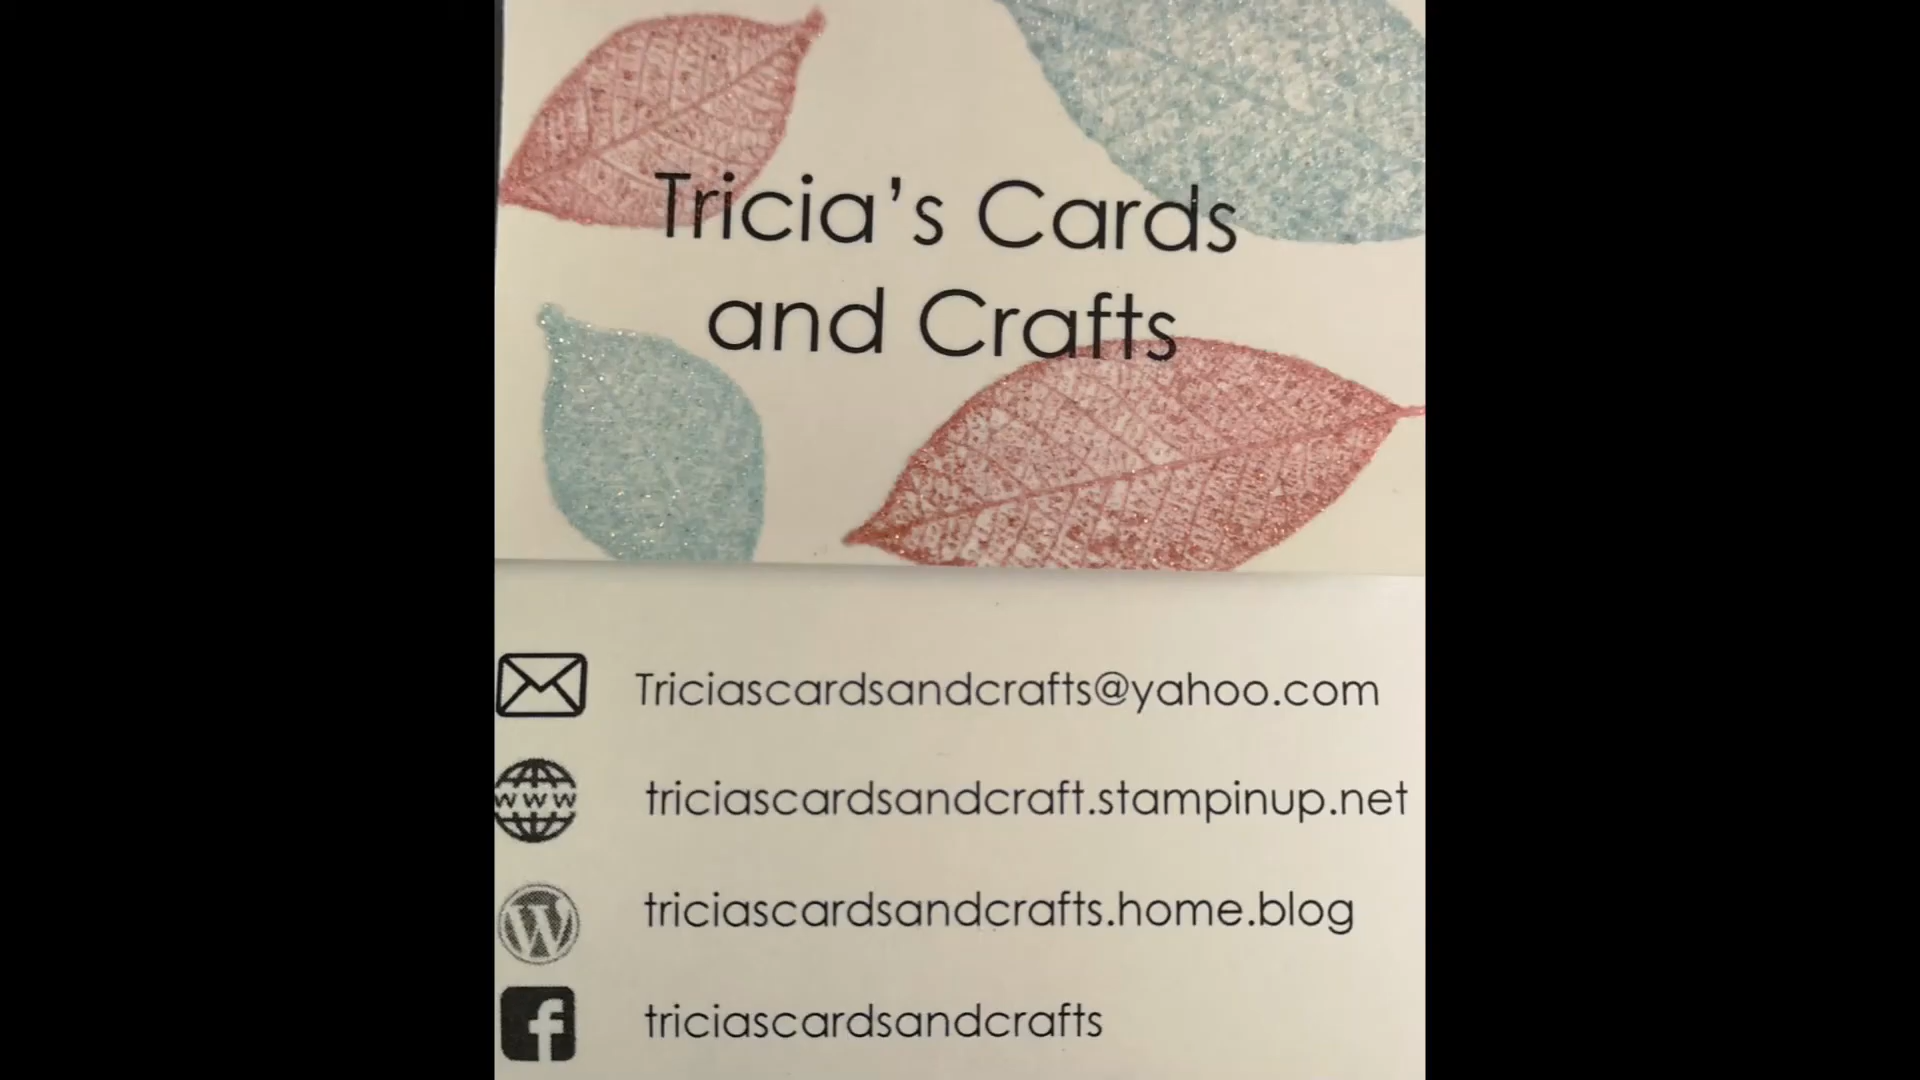 Tricia's Cards
and Crafts
Triciascardsandcrafts@yahoo.com
www
triciascardsandcraft.stampinup.net
W
triciascardsandcrafts.home.blog
f
triciascardsandcrafts